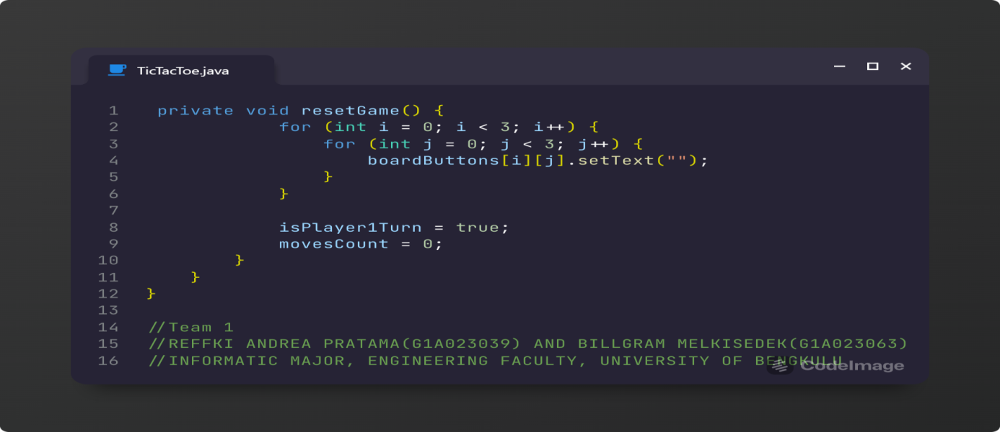 TicTacToe.java
1 private void resetGame() {
2 for (int i = 0; i < 3; i++) {
3 for (int j = 0; j < 3; j++) {
4 boardButtons[i][j].setText("");
5 }
6 }
7
8 isPlayer1Turn = true;
9 movesCount = 0;
10 }
11 }
12 }
13
14 //Team 1
15 //REFFKI ANDREA PRATAMA(G1A023039) AND BILLGRAM MELKISEDEK(G1A023063)
16 //INFORMATIC MAJOR, ENGINEERING FACULTY, UNIVERSITY OF BENGKULU
CodeImage